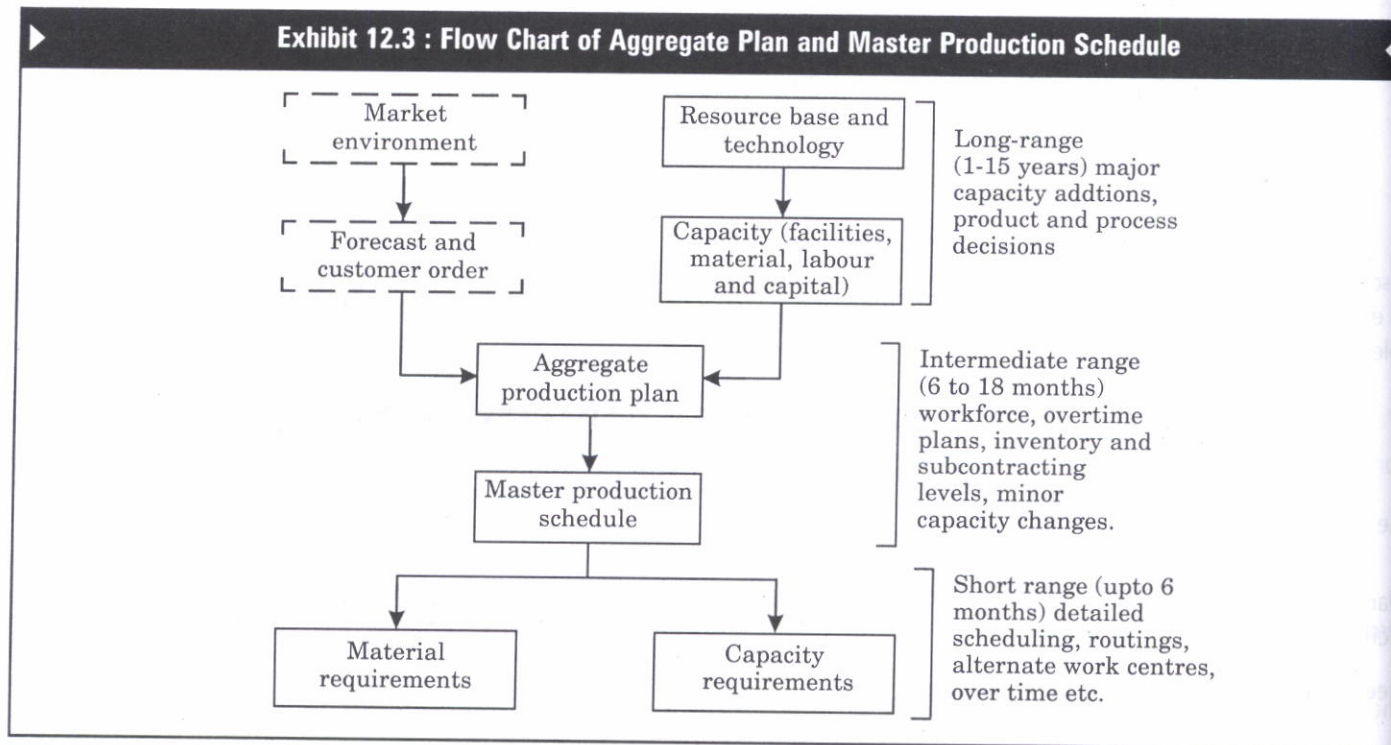 Exhibit 12.3 : Flow Chart of Aggregate Plan and Master Production Schedule
Market
environment
Resource base and
technology
Long-range
(1-15 years) major
capacity addtions,
product and process
decisions
Forecast and
customer order
Capacity (facilities,
material, labour
and capital)
Aggregate
production plan
Intermediate range
(6 to 18 months)
workforce, overtime
plans, inventory and
subcontracting
levels, minor
capacity changes.
Master production
schedule
Short range (upto 6
months) detailed
scheduling, routings,
alternate work centres,
over time etc.
Material
requirements
Capacity
requirements